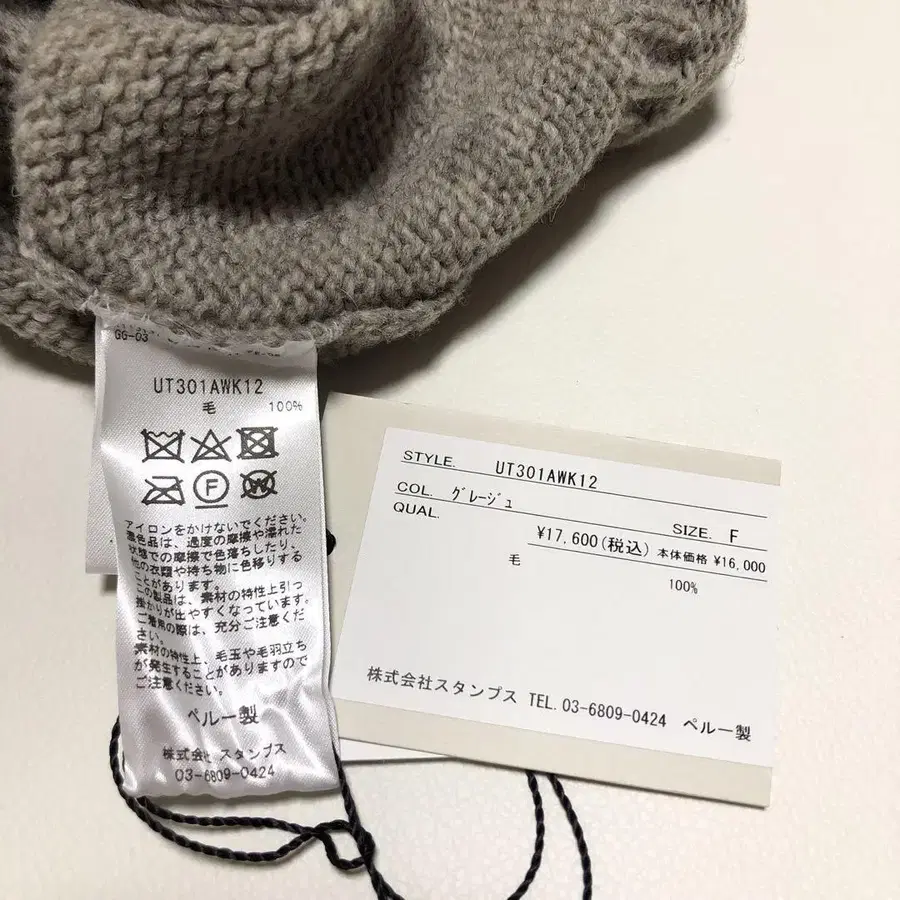 GG-03
UT301AWK12
毛 100%
F
W
アイロンをかけないでください。
濃色品は、過度の摩擦や濡れた
状態での摩擦で色落ちしたり、
他の衣類や持ち物に色移りする
ことがあります。
この製品は、素材の特性上引っ
掛かりが出やすくなっています。
ご着用の際は、充分ご注意くだ
さい。
素材の特性上、毛玉や毛羽立ち
が発生することがありますので
ご注意ください。
ペルー製
株式会社スタンプス
03-6809-0424
STYLE. UT301AWK12
COL. グレージュ SIZE. F
QUAL. ¥17,600(税込) 本体価格 ¥16,000
毛 100%
株式会社スタンプス TEL.03-6809-0424 ペルー製